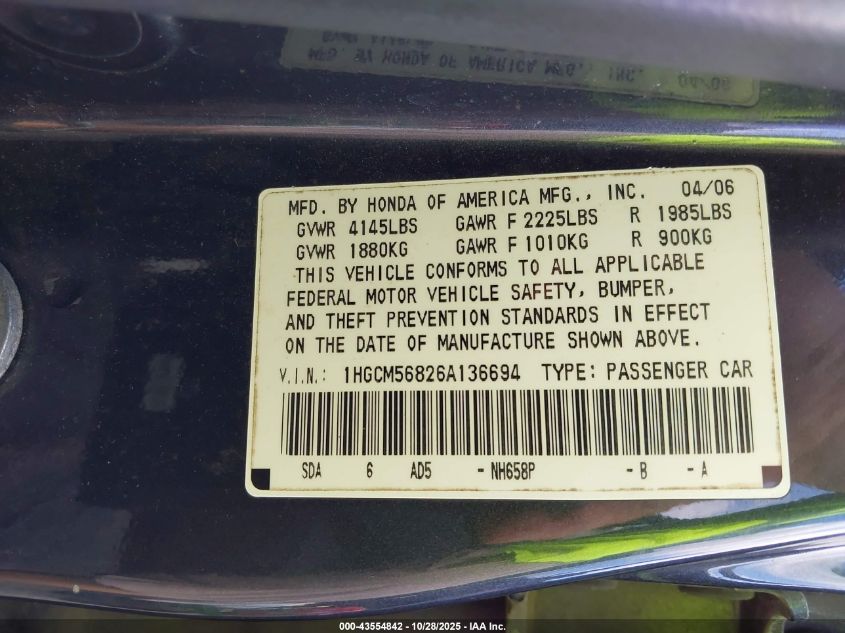 MFD. BY HONDA OF AMERICA MFG., INC. 04/06
GVWR 4145LBS GAWR F 2225LBS R 1985LBS
GVWR 1880KG GAWR F 1010KG R 900KG
THIS VEHICLE CONFORMS TO ALL APPLICABLE
FEDERAL MOTOR VEHICLE SAFETY, BUMPER,
AND THEFT PREVENTION STANDARDS IN EFFECT
ON THE DATE OF MANUFACTURE SHOWN ABOVE.
V.I.N.: 1HGCM56826A136694 TYPE: PASSENGER CAR
SDA 6 AD5 - NH658P - B - A
000-43554842 - 10/28/2025 - IAA Inc.